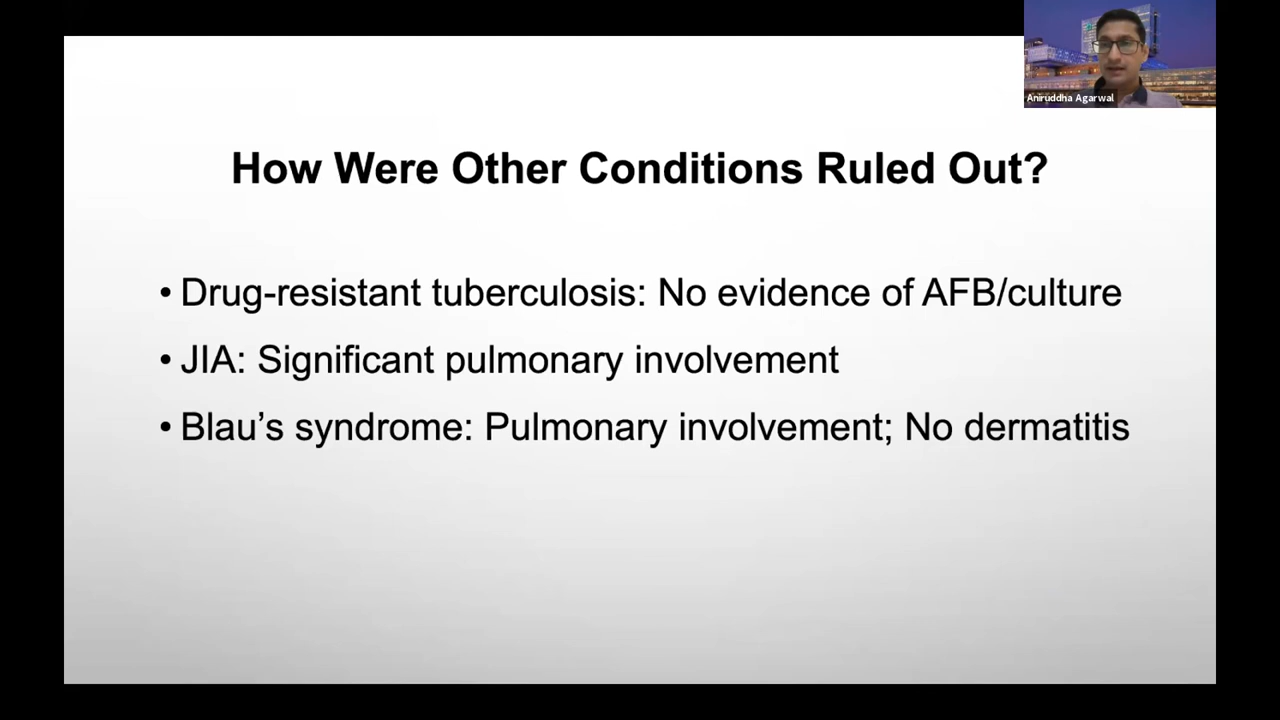 Aniruddha Agarwal
How Were Other Conditions Ruled Out?
• Drug-resistant tuberculosis: No evidence of AFB/culture
• JIA: Significant pulmonary involvement
• Blau’s syndrome: Pulmonary involvement; No dermatitis